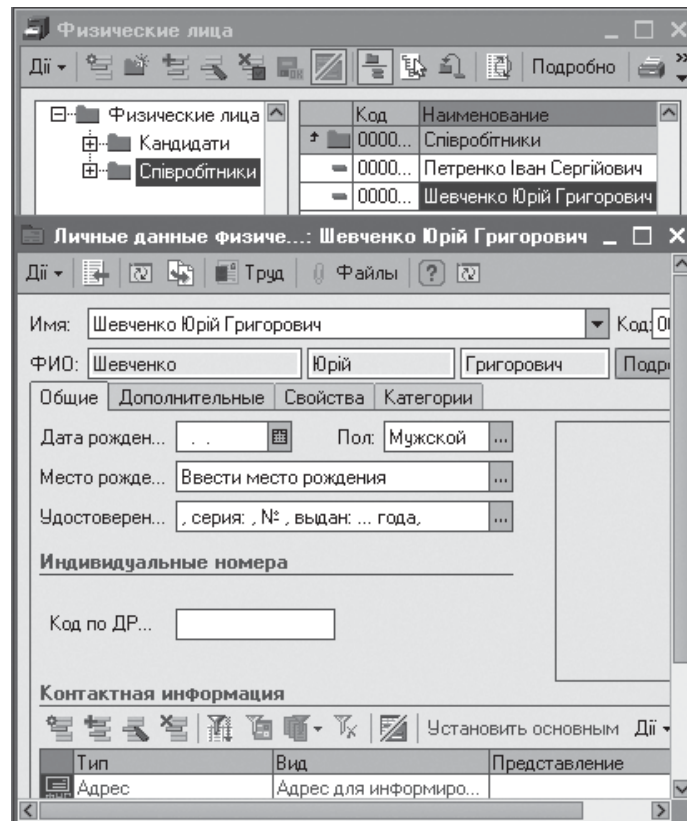 Физические лица
Дії Подробно »
Физические лица Код Наименование
Кандидати 0000... Співробітники
Співробітники 0000... Петренко Іван Сергійович
0000... Шевченко Юрій Григорович
Личные данные физиче...: Шевченко Юрій Григорович
Дії Труд Файлы ?
Имя: Шевченко Юрій Григорович Код:
ФИО: Шевченко Юрій Григорович Подр
Общие Дополнительные Свойства Категории
Дата рожден... . . Пол: Мужской ...
Место рожде... Ввести место рождения ...
Удостоверен... , серия: , № , выдан: ... года, ...
Индивидуальные номера
Код по ДР...
Контактная информация
Установить основным Дії
Тип Вид Представление
Адрес Адрес для информиро...